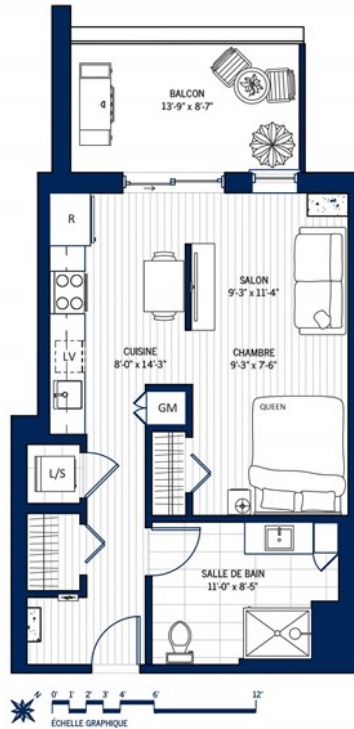 BALCON
13'-9" x 8'-7"
R
SALON
9'-3" x 11'-4"
CUISINE
8'-0" x 14'-3"
CHAMBRE
9'-3" x 7'-6"
LV
GM
QUEEN
L/S
SALLE DE BAIN
11'-0" x 8'-5"
N 0' 1' 2' 3' 4' 6' 12'
ÉCHELLE GRAPHIQUE